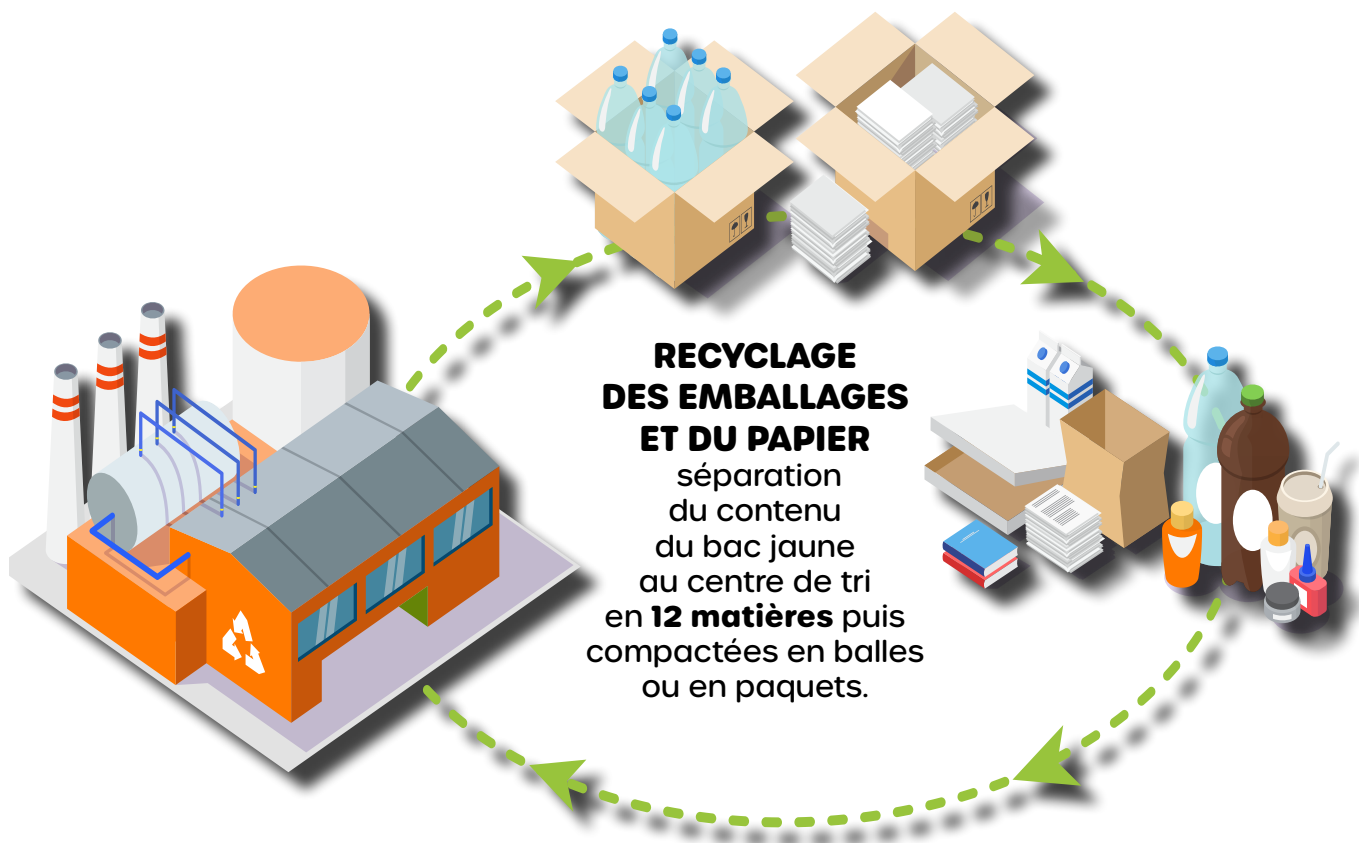 RECYCLAGE
DES EMBALLAGES
ET DU PAPIER
séparation
du contenu
du bac jaune
au centre de tri
en 12 matières puis
compactées en balles
ou en paquets.